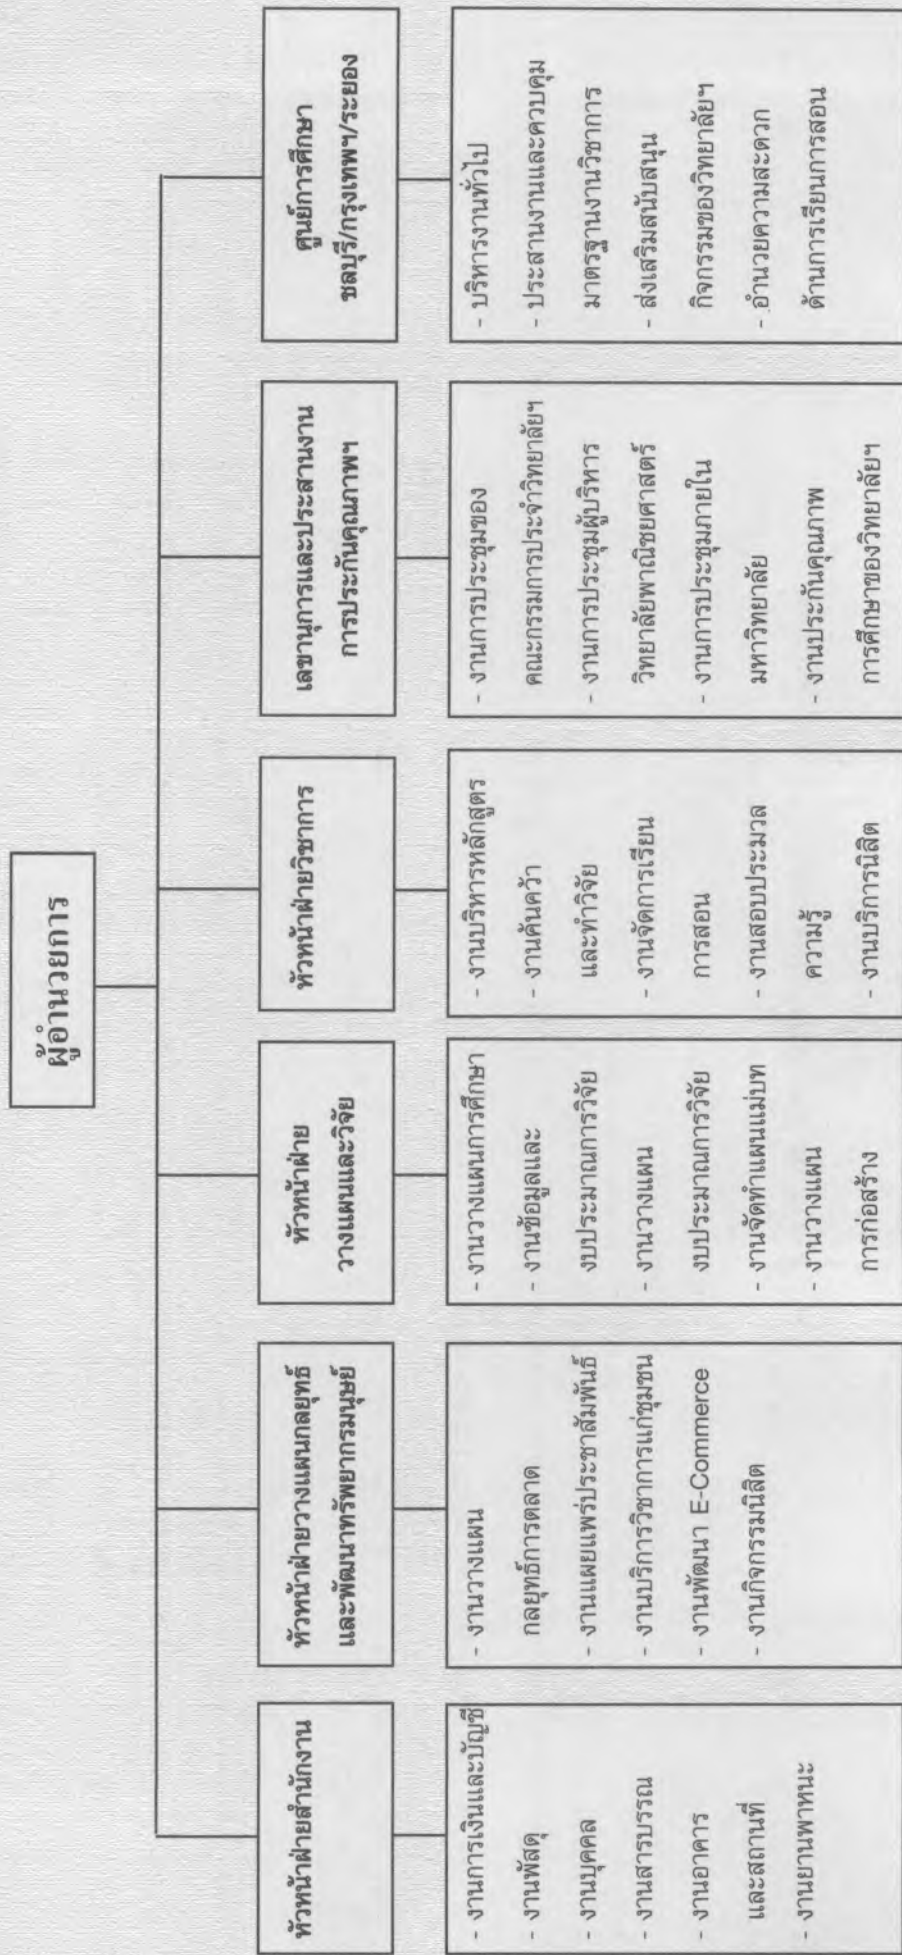 ผู้อำนวยการ
หัวหน้าฝ่ายสำนักงาน
- งานการเงินและบัญชี
- งานพัสดุ
- งานบุคคล
- งานสารบรรณ
- งานอาคาร
และสถานที่
- งานยานพาหนะ
หัวหน้าฝ่ายวางแผนกลยุทธ์
และพัฒนาทรัพยากรมนุษย์
- งานวางแผน
กลยุทธ์การตลาด
- งานเผยแพร่ประชาสัมพันธ์
- งานบริการวิชาการแก่ชุมชน
- งานพัฒนา E-Commerce
- งานกิจกรรมนิสิต
หัวหน้าฝ่าย
วางแผนและวิจัย
- งานวางแผนการศึกษา
- งานข้อมูลและ
งบประมาณการวิจัย
- งานวางแผน
งบประมาณการวิจัย
- งานจัดทำแผนแม่บท
- งานวางแผน
การก่อสร้าง
หัวหน้าฝ่ายวิชาการ
- งานบริหารหลักสูตร
- งานค้นคว้า
และทำวิจัย
- งานจัดการเรียน
การสอน
- งานสอบประมวล
ความรู้
- งานบริการนิสิต
เลขานุการและประสานงาน
การประกันคุณภาพฯ
- งานการประชุมของ
คณะกรรมการประจำวิทยาลัยฯ
- งานการประชุมผู้บริหาร
วิทยาลัยพาณิชยศาสตร์
- งานการประชุมภายใน
มหาวิทยาลัย
- งานประกันคุณภาพ
การศึกษาของวิทยาลัยฯ
ศูนย์การศึกษา
ชลบุรี/กรุงเทพฯ/ระยอง
- บริหารงานทั่วไป
- ประสานงานและควบคุม
มาตรฐานงานวิชาการ
- ส่งเสริมสนับสนุน
กิจกรรมของวิทยาลัยฯ
- อำนวยความสะดวก
ด้านการเรียนการสอน